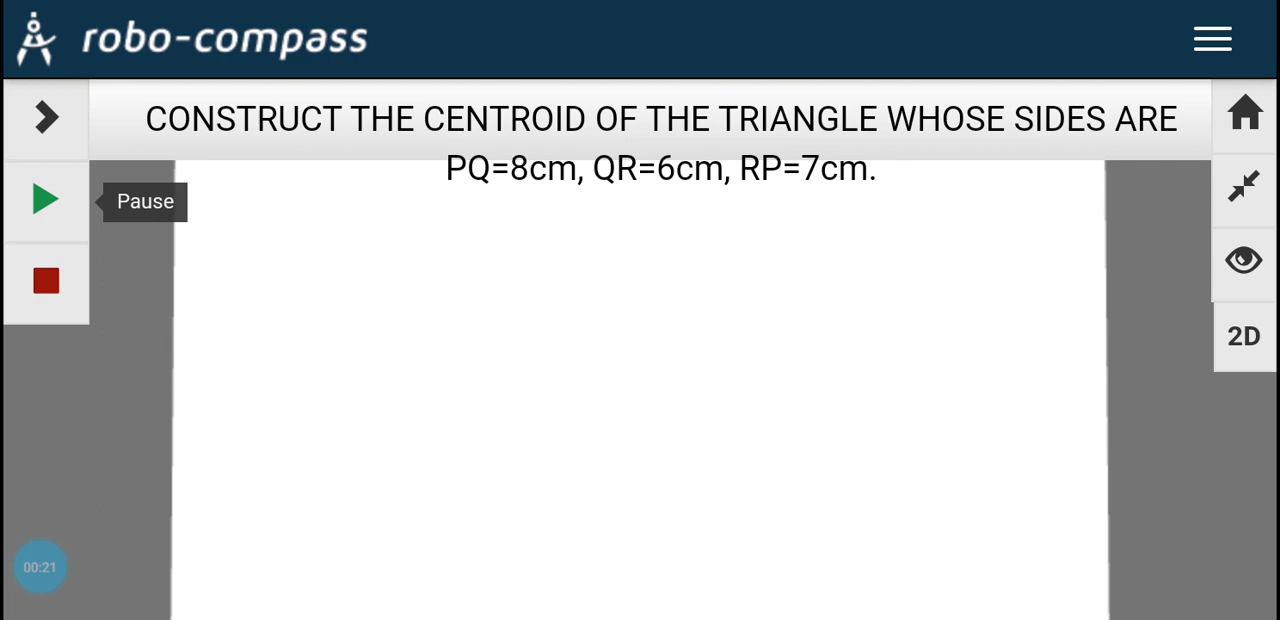 robo-compass
CONSTRUCT THE CENTROID OF THE TRIANGLE WHOSE SIDES ARE
PQ=8cm, QR=6cm, RP=7cm.
Pause
2D
00:21